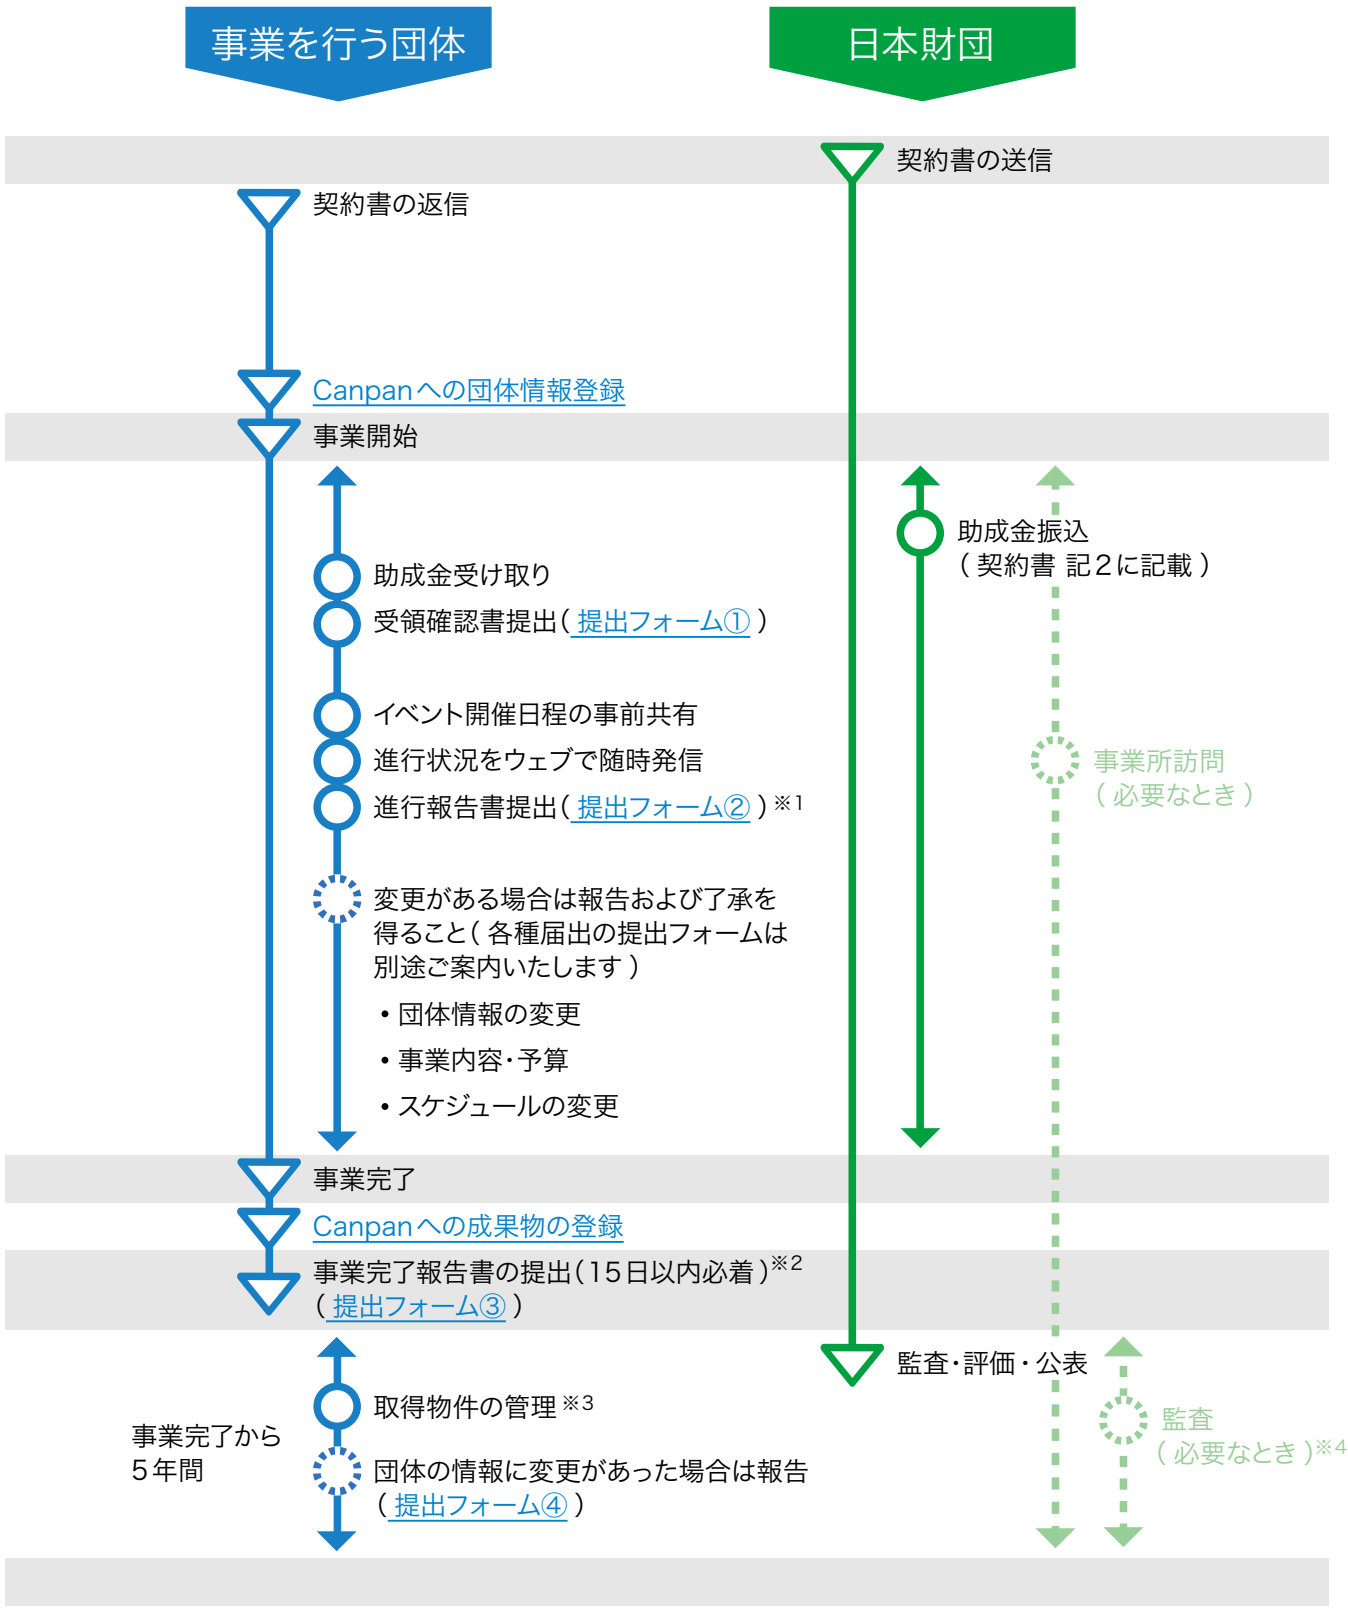 事業を行う団体
日本財団
契約書の送信
契約書の返信
Canpanへの団体情報登録
事業開始
助成金振込
（契約書 記2に記載）
助成金受け取り
受領確認書提出（提出フォーム①）
イベント開催日程の事前共有
進行状況をウェブで随時発信
進行報告書提出（提出フォーム②）※1
事業所訪問
（必要なとき）
変更がある場合は報告および了承を
得ること（各種届出の提出フォームは
別途ご案内いたします）
・団体情報の変更
・事業内容・予算
・スケジュールの変更
事業完了
Canpanへの成果物の登録
事業完了報告書の提出（15日以内必着）※2
（提出フォーム③）
監査・評価・公表
取得物件の管理※3
監査
（必要なとき）※4
事業完了から
5年間
団体の情報に変更があった場合は報告
（提出フォーム④）